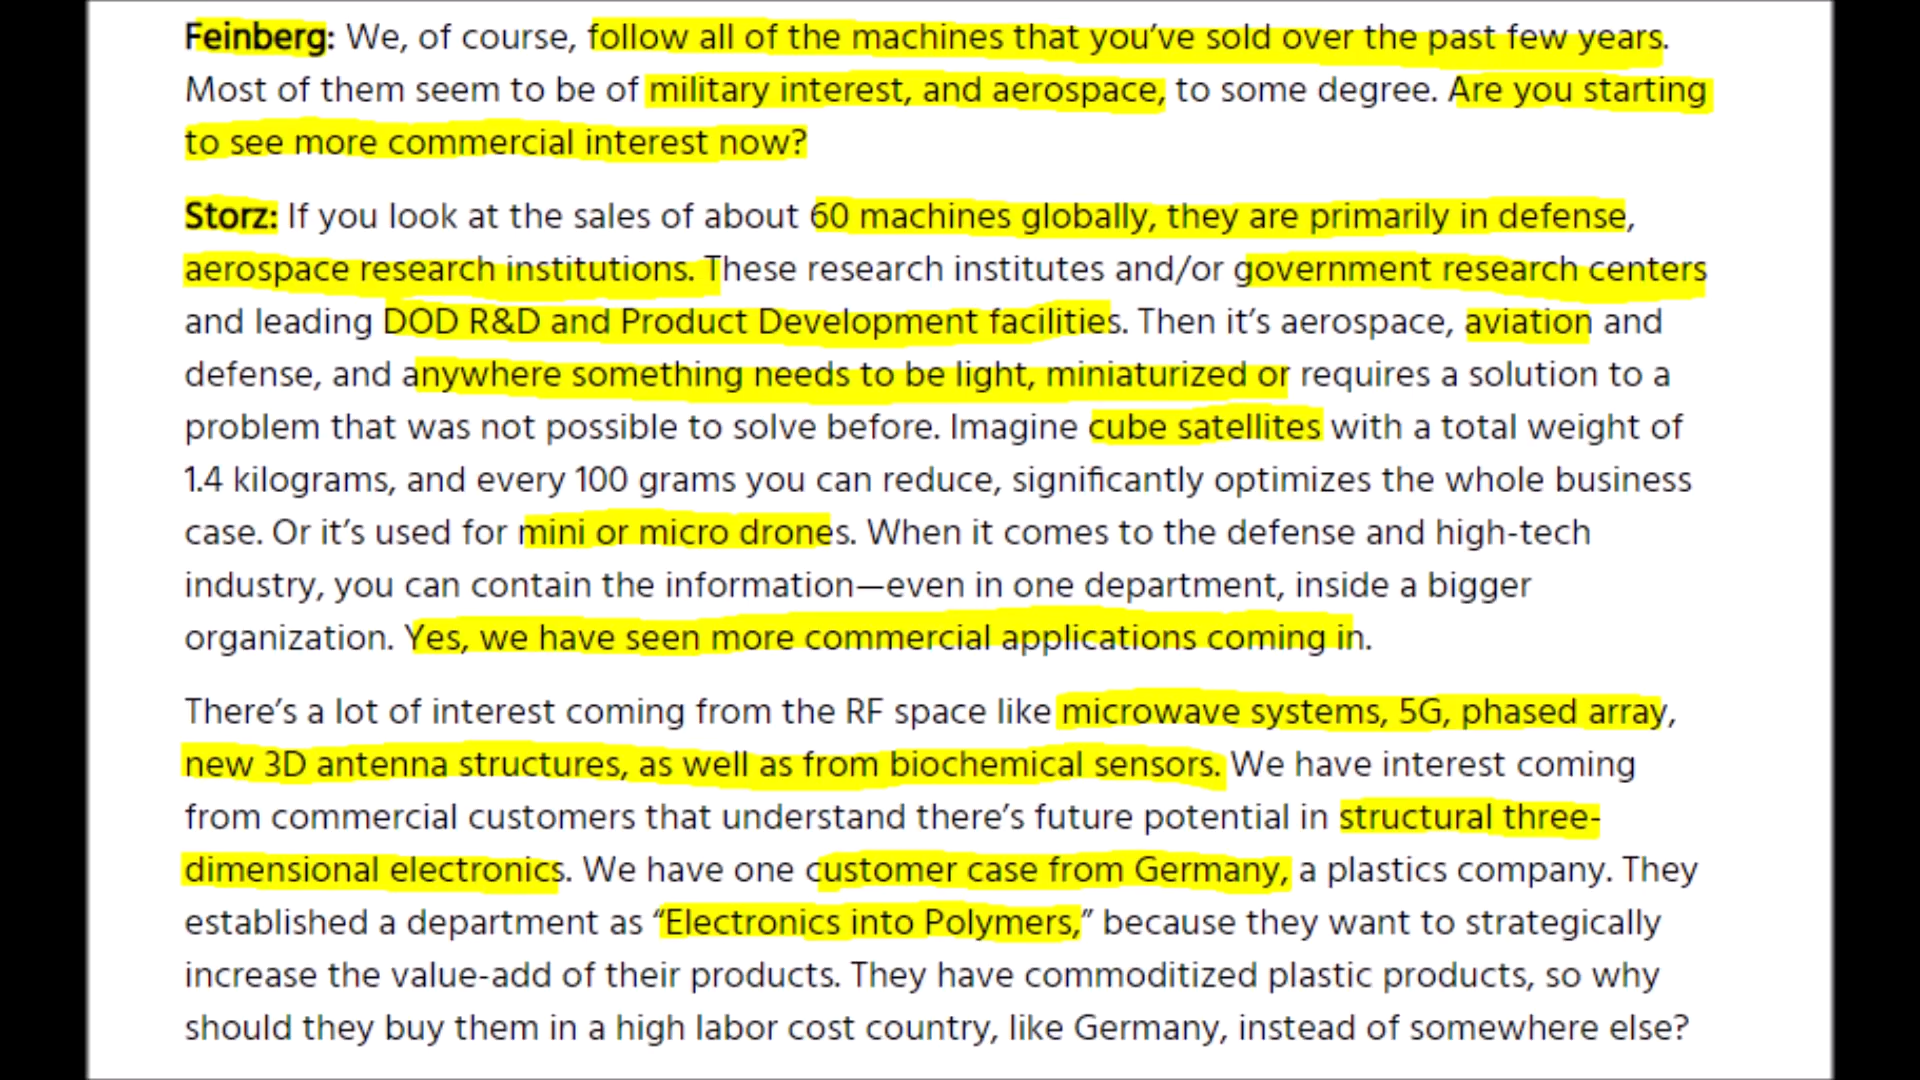 Feinberg: We, of course, follow all of the machines that you’ve sold over the past few years.
Most of them seem to be of military interest, and aerospace, to some degree. Are you starting
to see more commercial interest now?
Storz: If you look at the sales of about 60 machines globally, they are primarily in defense,
aerospace research institutions. These research institutes and/or government research centers
and leading DOD R&D and Product Development facilities. Then it’s aerospace, aviation and
defense, and anywhere something needs to be light, miniaturized or requires a solution to a
problem that was not possible to solve before. Imagine cube satellites with a total weight of
1.4 kilograms, and every 100 grams you can reduce, significantly optimizes the whole business
case. Or it’s used for mini or micro drones. When it comes to the defense and high-tech
industry, you can contain the information—even in one department, inside a bigger
organization. Yes, we have seen more commercial applications coming in.
There’s a lot of interest coming from the RF space like microwave systems, 5G, phased array,
new 3D antenna structures, as well as from biochemical sensors. We have interest coming
from commercial customers that understand there’s future potential in structural three-
dimensional electronics. We have one customer case from Germany, a plastics company. They
established a department as “Electronics into Polymers,” because they want to strategically
increase the value-add of their products. They have commoditized plastic products, so why
should they buy them in a high labor cost country, like Germany, instead of somewhere else?